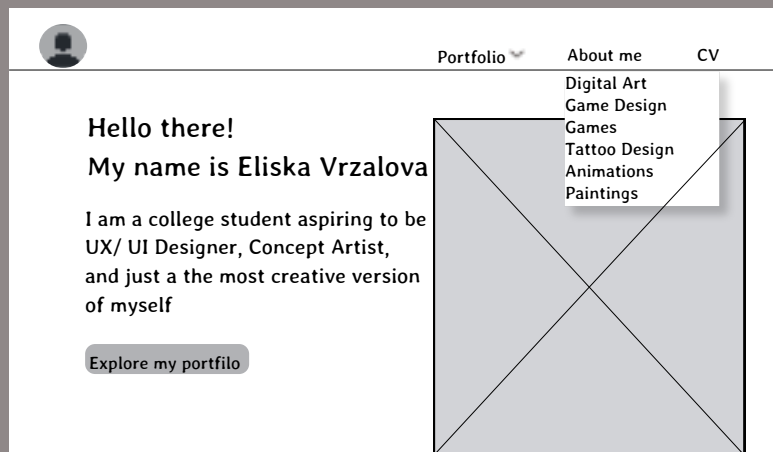 Portfolio About me CV
Digital Art
Game Design
Games
Tattoo Design
Animations
Paintings
Hello there!
My name is Eliska Vrzalova
I am a college student aspiring to be
UX/ UI Designer, Concept Artist,
and just a the most creative version
of myself
Explore my portfilo